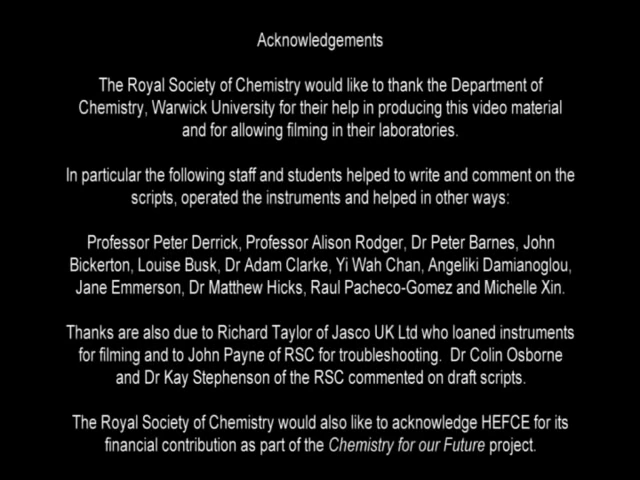 Acknowledgements
The Royal Society of Chemistry would like to thank the Department of
Chemistry, Warwick University for their help in producing this video material
and for allowing filming in their laboratories.
In particular the following staff and students helped to write and comment on the
scripts, operated the instruments and helped in other ways:
Professor Peter Derrick, Professor Alison Rodger, Dr Peter Barnes, John
Bickerton, Louise Busk, Dr Adam Clarke, Yi Wah Chan, Angeliki Damianoglou,
Jane Emmerson, Dr Matthew Hicks, Raul Pacheco-Gomez and Michelle Xin.
Thanks are also due to Richard Taylor of Jasco UK Ltd who loaned instruments
for filming and to John Payne of RSC for troubleshooting. Dr Colin Osborne
and Dr Kay Stephenson of the RSC commented on draft scripts.
The Royal Society of Chemistry would also like to acknowledge HEFCE for its
financial contribution as part of the Chemistry for our Future project.